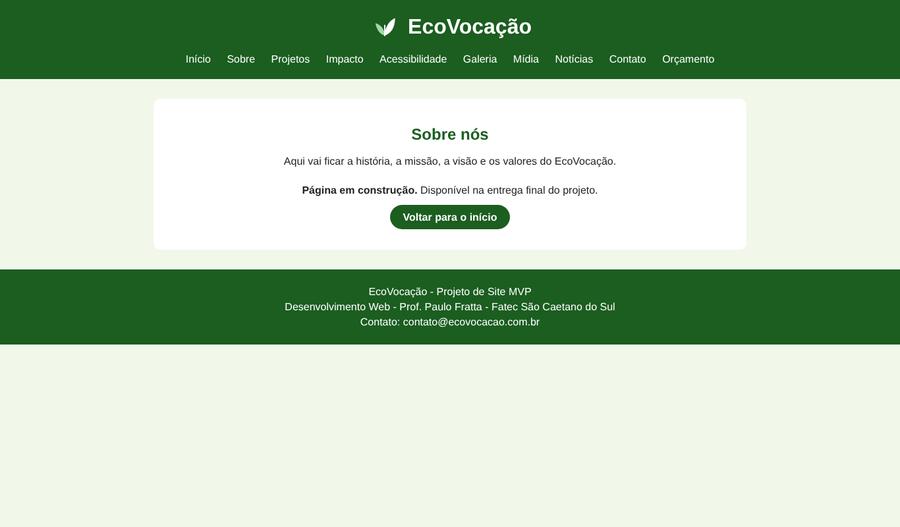 EcoVocação
Início Sobre Projetos Impacto Acessibilidade Galeria Mídia Notícias Contato Orçamento
Sobre nós
Aqui vai ficar a história, a missão, a visão e os valores do EcoVocação.
Página em construção. Disponível na entrega final do projeto.
Voltar para o início
EcoVocação - Projeto de Site MVP
Desenvolvimento Web - Prof. Paulo Fratta - Fatec São Caetano do Sul
Contato: contato@ecovocacao.com.br